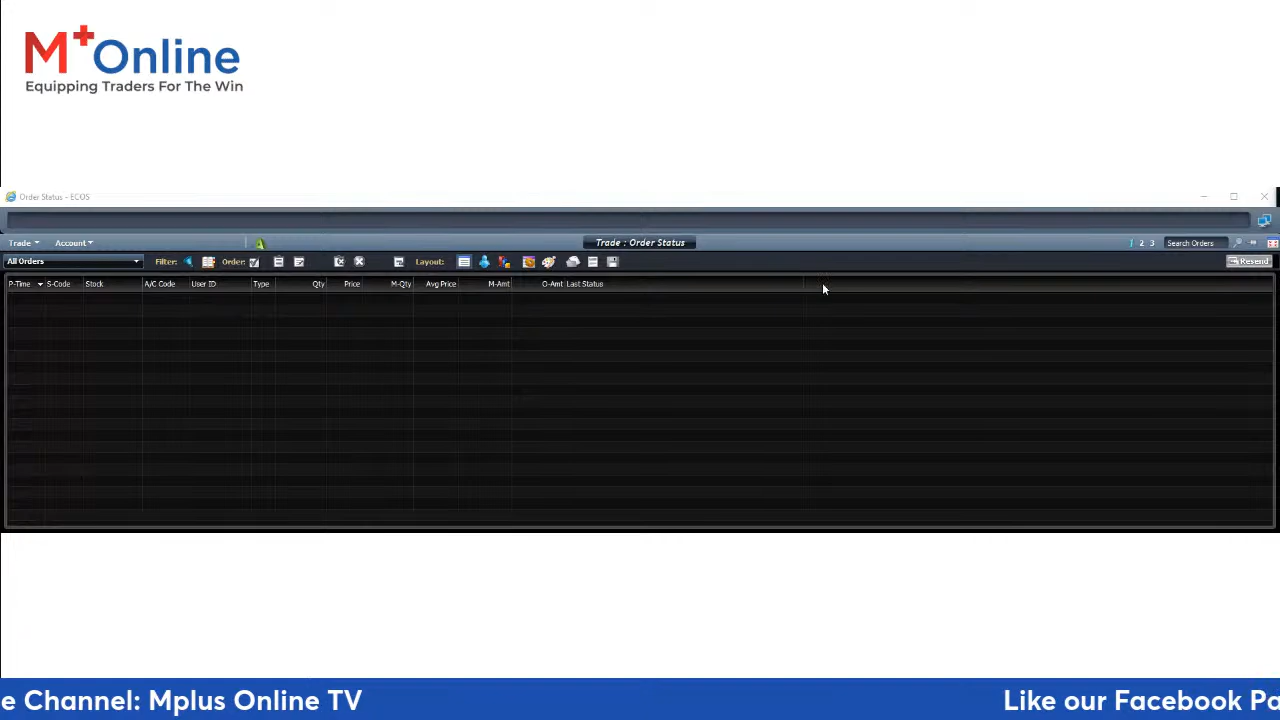 M+Online
Equipping Traders For The Win
Order Status - ECOS
Trade Account Trade : Order Status 1 2 3 Search Orders
All Orders Filter: Order: Layout: Resend
P-Time S-Code Stock A/C Code User ID Type Qty Price M-Qty Avg Price M-Amt O-Amt Last Status
e Channel: Mplus Online TV Like our Facebook Pa